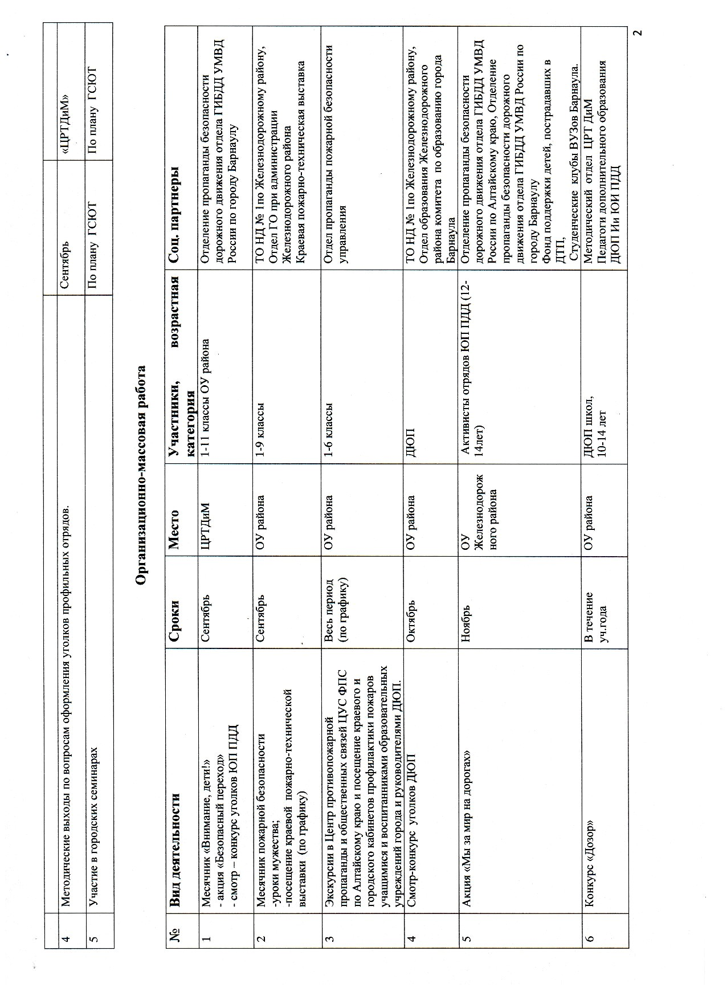 4 Методические выходы по вопросам оформления уголков профильных отрядов. Сентябрь «ЦРТДиМ»
5 Участие в городских семинарах По плану ГСЮТ По плану ГСЮТ
Организационно-массовая работа
№ Вид деятельности Сроки Место Участники, возрастная категория Соц. партнеры
1
Месячник «Внимание, дети!»
- акция «Безопасный переход»
- смотр – конкурс уголков ЮП ПДД
Сентябрь
ЦРТДиМ
1-11 классы ОУ района
Отделение пропаганды безопасности
дорожного движения отдела ГИБДД УМВД
России по городу Барнаулу
2
Месячник пожарной безопасности
-уроки мужества;
-посещение краевой пожарно-технической
выставки (по графику)
Сентябрь
ОУ района
1-9 классы
ТО НД № 1по Железнодорожному району,
Отдел ГО при администрации
Железнодорожного района
Краевая пожарно-техническая выставка
3
Экскурсии в Центр противопожарной
пропаганды и общественных связей ЦУС ФПС
по Алтайскому краю и посещение краевого и
городского кабинетов профилактики пожаров
учащимися и воспитанниками образовательных
учреждений города и руководителями ДЮП.
Весь период
(по графику)
ОУ района
1-6 классы
Отдел пропаганды пожарной безопасности
управления
4
Смотр-конкурс уголков ДЮП
Октябрь
ОУ района
ДЮП
ТО НД № 1по Железнодорожному району,
Отдел образования Железнодорожного
района комитета по образованию города
Барнаула
5
Акция «Мы за мир на дорогах»
Ноябрь
ОУ
Железнодорож
ного района
Активисты отрядов ЮП ПДД (12-
14лет)
Отделение пропаганды безопасности
дорожного движения отдела ГИБДД УМВД
России по Алтайскому краю, Отделение
пропаганды безопасности дорожного
движения отдела ГИБДД УМВД России по
городу Барнаулу
Фонд поддержки детей, пострадавших в
ДТП,
Студенческие клубы ВУЗов Барнаула.
6
Конкурс «Дозор»
В течение
уч.года
ОУ района
ДЮП школ,
10-14 лет
Методический отдел ЦРТ ДиМ
Педагоги дополнительного образования
ДЮП Ии ЮИ ПДД
2